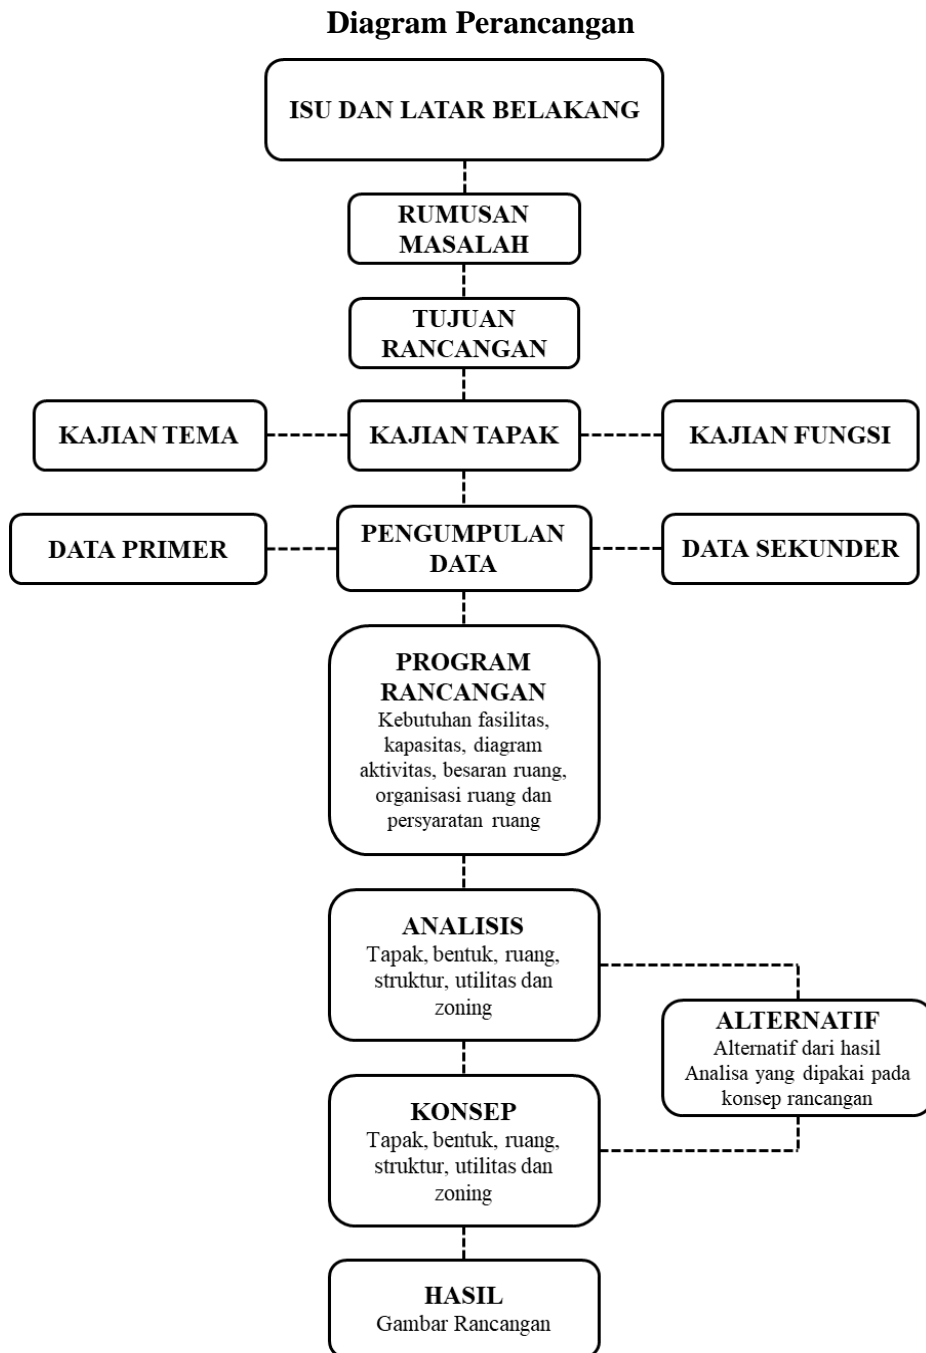 Diagram Perancangan
ISU DAN LATAR BELAKANG
RUMUSAN
MASALAH
TUJUAN
RANCANGAN
KAJIAN TEMA
KAJIAN TAPAK
KAJIAN FUNGSI
DATA PRIMER
PENGUMPULAN
DATA
DATA SEKUNDER
PROGRAM
RANCANGAN
Kebutuhan fasilitas,
kapasitas, diagram
aktivitas, besaran ruang,
organisasi ruang dan
persyaratan ruang
ANALISIS
Tapak, bentuk, ruang,
struktur, utilitas dan
zoning
ALTERNATIF
Alternatif dari hasil
Analisa yang dipakai pada
konsep rancangan
KONSEP
Tapak, bentuk, ruang,
struktur, utilitas dan
zoning
HASIL
Gambar Rancangan